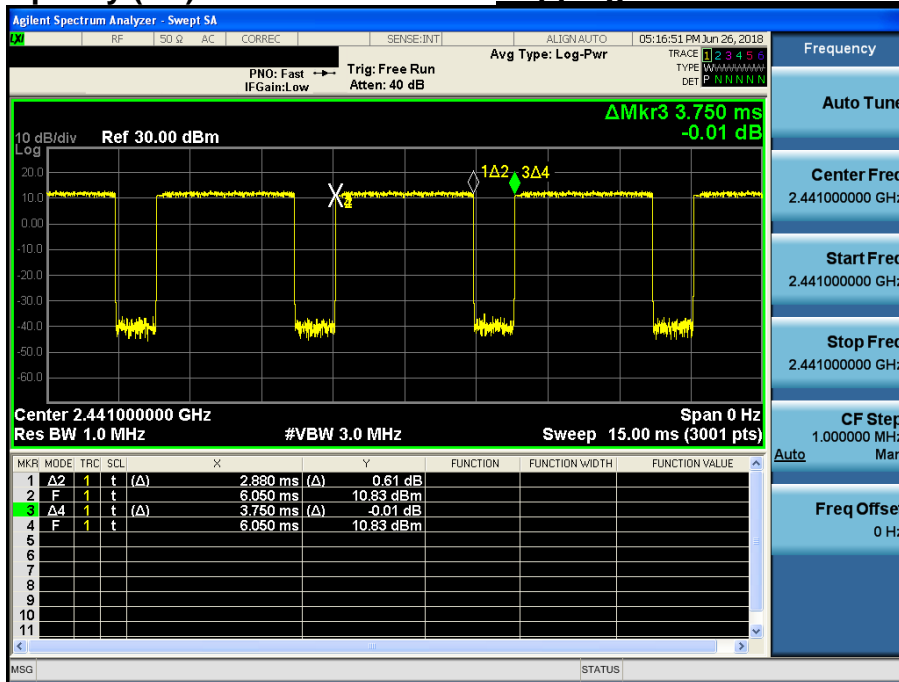 Agilent Spectrum Analyzer - Swept SA
LXI RF 50 Ω AC CORREC SENSE:INT ALIGN AUTO 05:16:51 PM Jun 26, 2018
Frequency
Avg Type: Log-Pwr
TRACE 1 2 3 4 5 6
PNO: Fast Trig: Free Run
TYPE WWWWWW
IFGain:Low Atten: 40 dB
DET P N N N N N
Auto Tune
ΔMkr3 3.750 ms
-0.01 dB
10 dB/div Ref 30.00 dBm
Log
1Δ2 3Δ4
20.0
10.0
0.00
-10.0
-20.0
-30.0
-40.0
-50.0
-60.0
Center Freq
2.441000000 GHz
Start Freq
2.441000000 GHz
Stop Freq
2.441000000 GHz
Center 2.441000000 GHz Span 0 Hz
Res BW 1.0 MHz #VBW 3.0 MHz Sweep 15.00 ms (3001 pts)
CF Step
1.000000 MHz
Auto Man
MKR MODE TRC SCL X Y FUNCTION FUNCTION WIDTH FUNCTION VALUE
1 Δ2 1 t (Δ) 2.880 ms (Δ) 0.61 dB
2 F 1 t 6.050 ms 10.83 dBm
3 Δ4 1 t (Δ) 3.750 ms (Δ) -0.01 dB
4 F 1 t 6.050 ms 10.83 dBm
5
6
7
8
9
10
11
Freq Offset
0 Hz
MSG STATUS